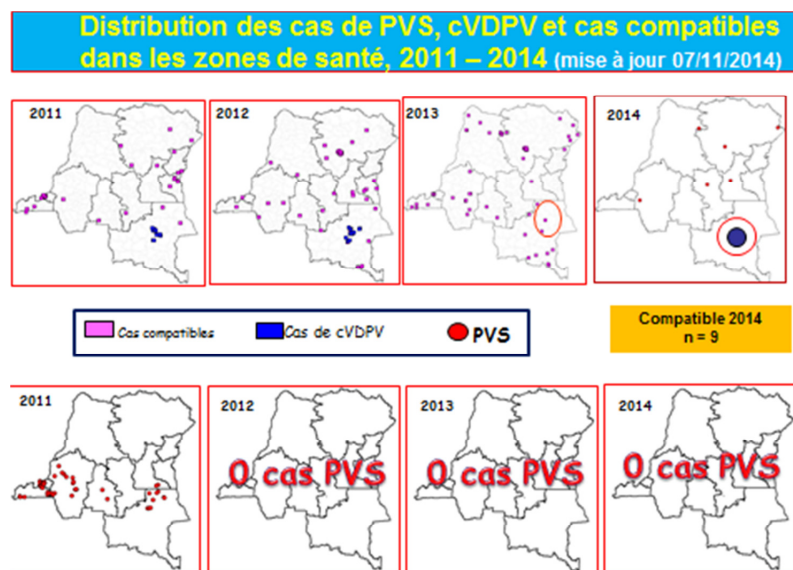 Distribution des cas de PVS, cVDPV et cas compatibles
dans les zones de santé, 2011 – 2014 (mise à jour 07/11/2014)
2011
2012
2013
2014
Cas compatibles
Cas de cVDPV
PVS
Compatible 2014
n = 9
2011
2012
2013
2014
0 cas PVS
0 cas PVS
0 cas PVS